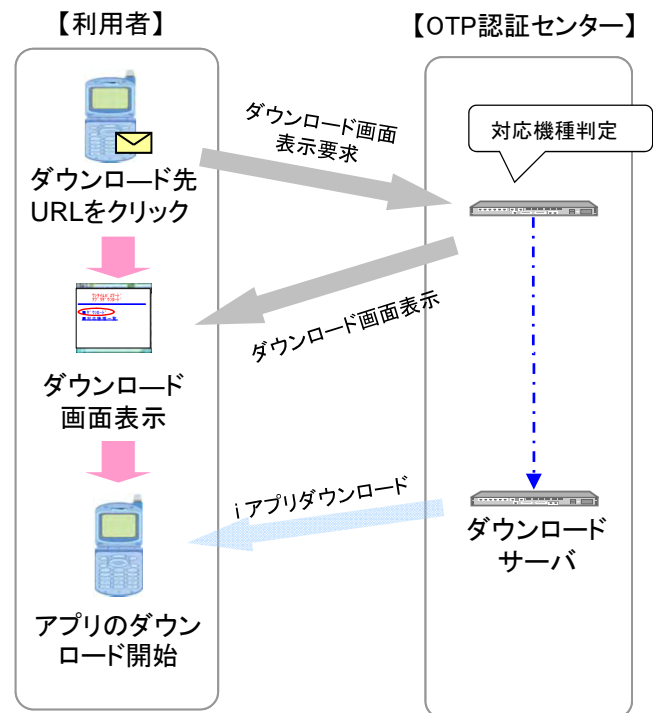 【利用者】
【OTP認証センター】
ダウンロード画面
表示要求
対応機種判定
ダウンロ―ド先
URLをクリック
ダウンロード画面表示
ダウンロ―ド
画面表示
i アプリダウンロード
ダウンロード
サーバ
アプリのダウン
ロード開始